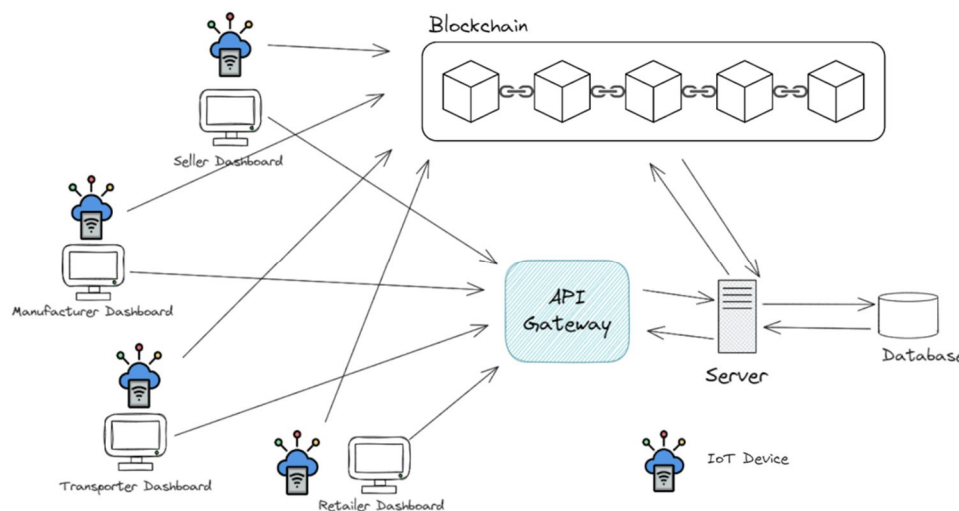 Blockchain
Seller Dashboard
Manufacturer Dashboard
API
Gateway
Server
Database
Transporter Dashboard
Retailer Dashboard
IoT Device